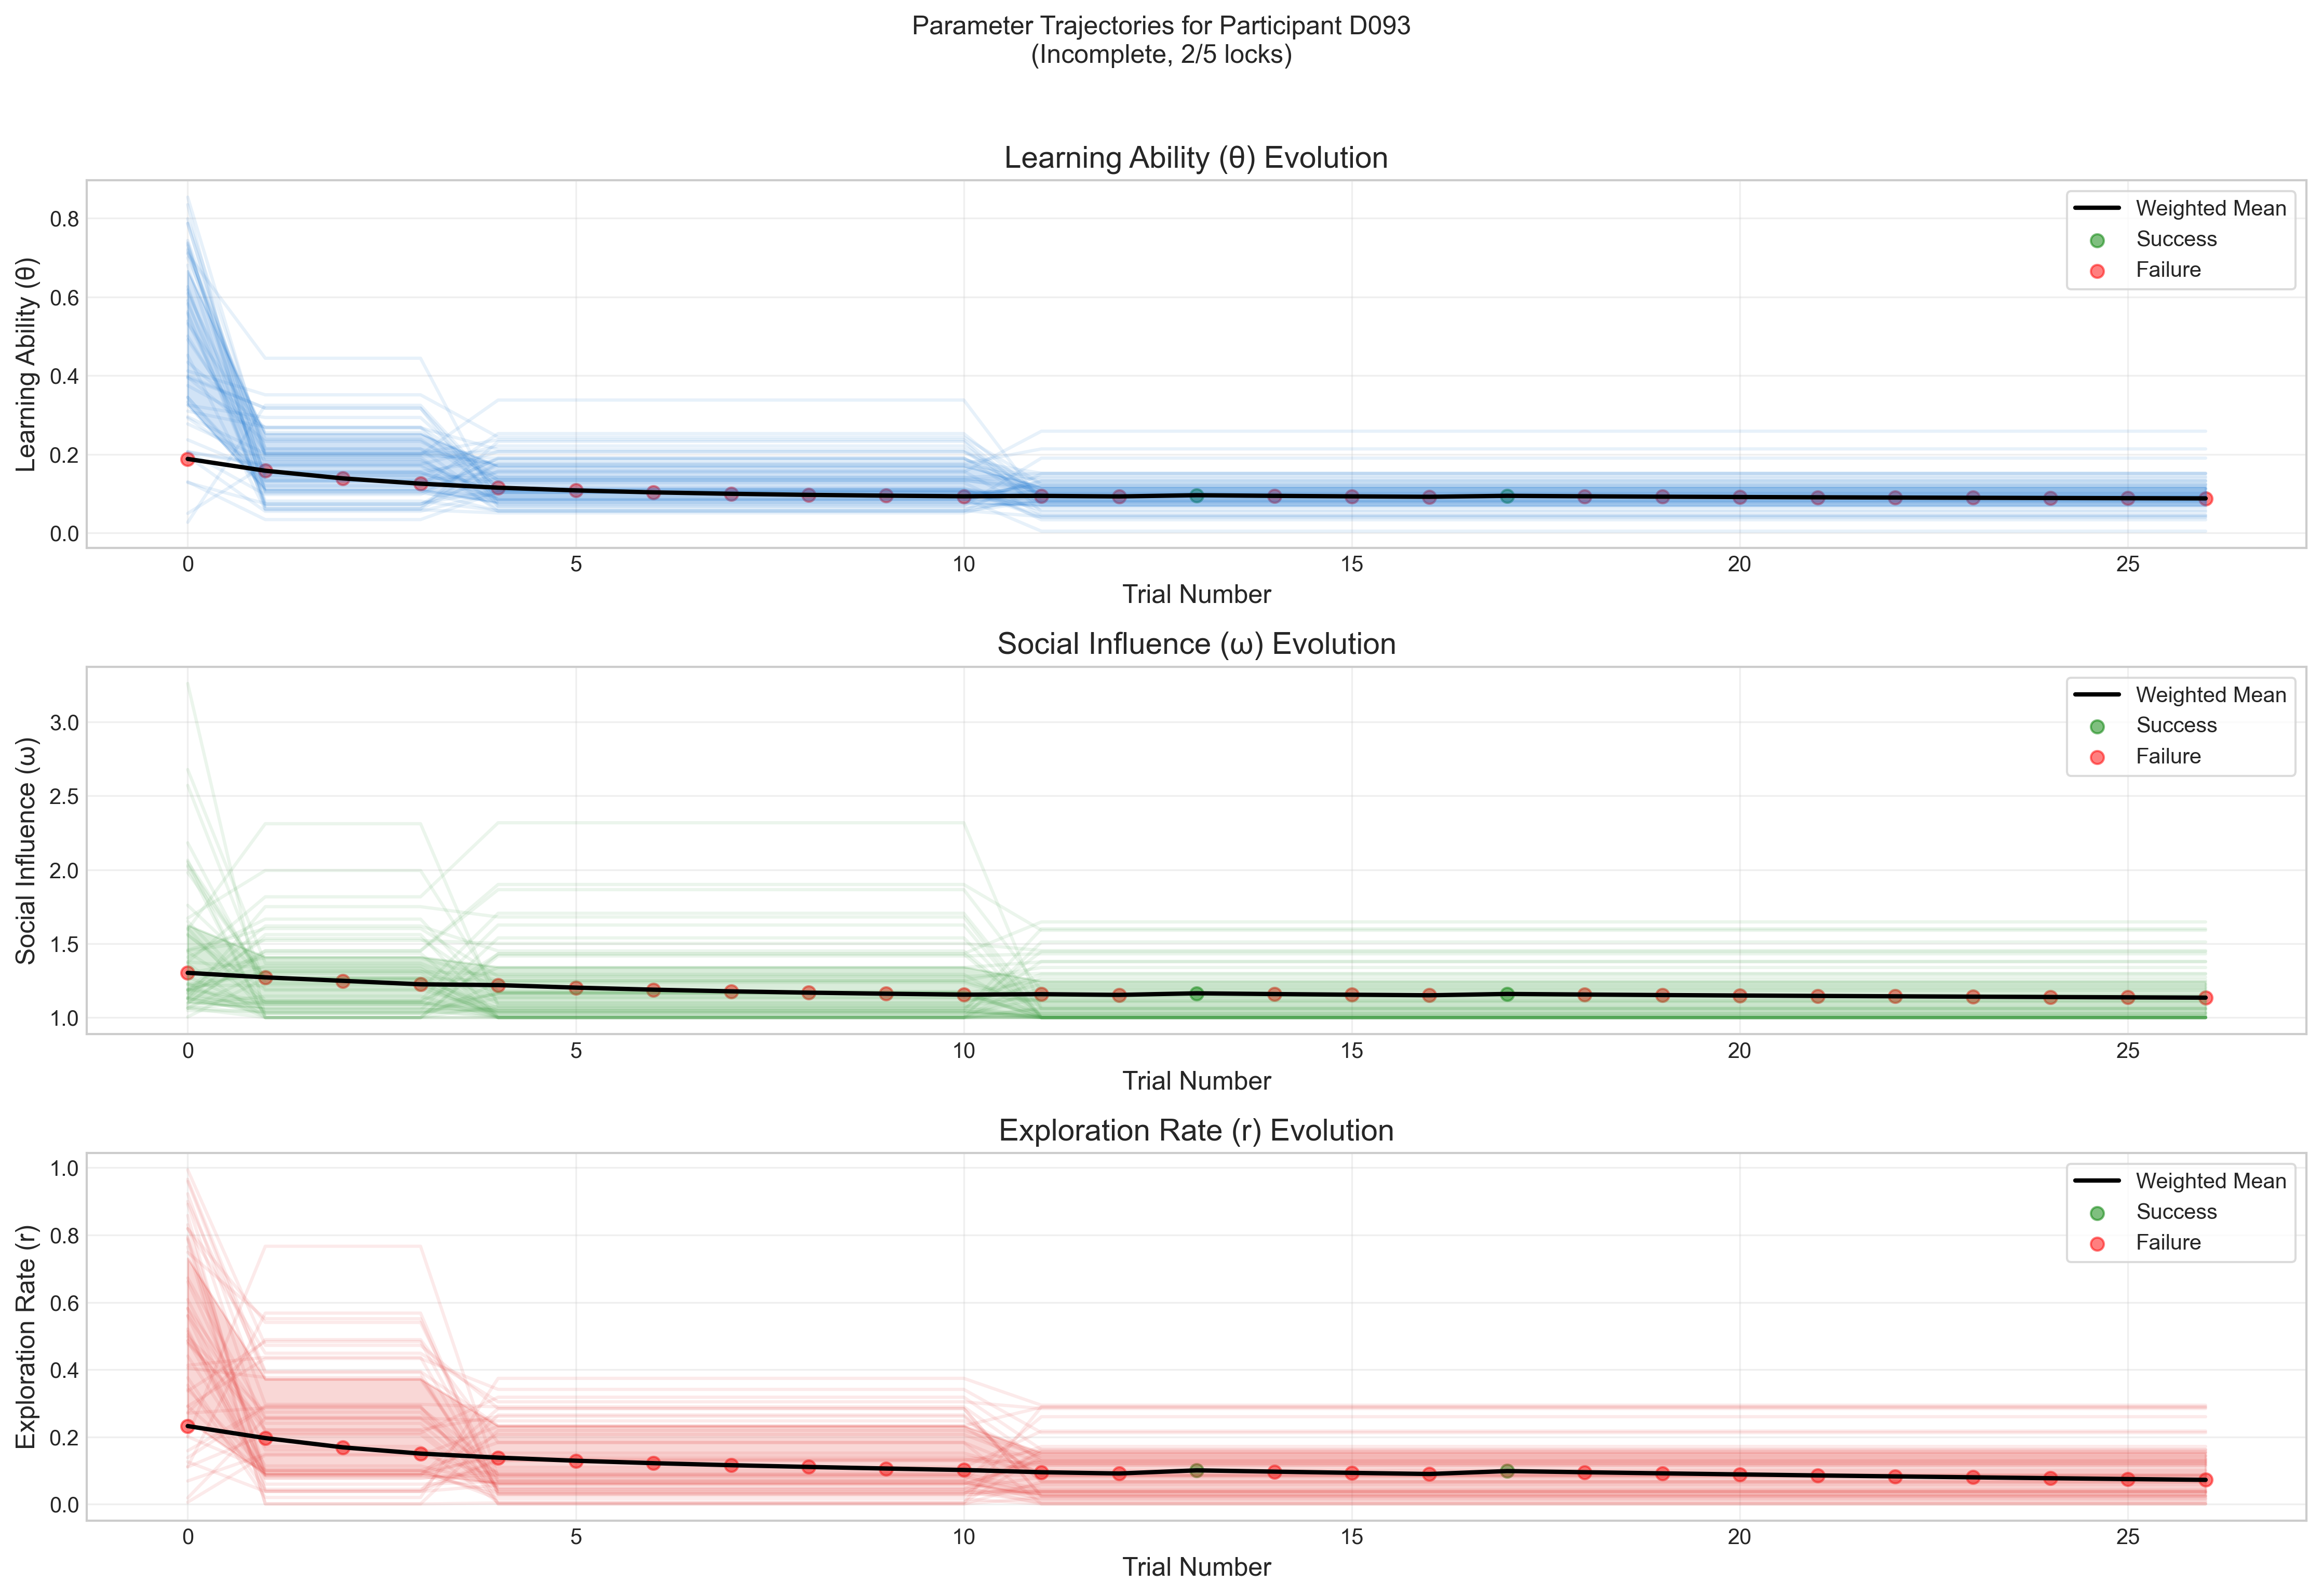 Parameter Trajectories for Participant D093
(Incomplete, 2/5 locks)
Learning Ability (θ) Evolution
Learning Ability (θ)
0.8
0.6
0.4
0.2
0.0
Weighted Mean
Success
Failure
0 5 10 15 20 25
Trial Number
Social Influence (ω) Evolution
Social Influence (ω)
3.0
2.5
2.0
1.5
1.0
Weighted Mean
Success
Failure
0 5 10 15 20 25
Trial Number
Exploration Rate (r) Evolution
Exploration Rate (r)
1.0
0.8
0.6
0.4
0.2
0.0
Weighted Mean
Success
Failure
0 5 10 15 20 25
Trial Number